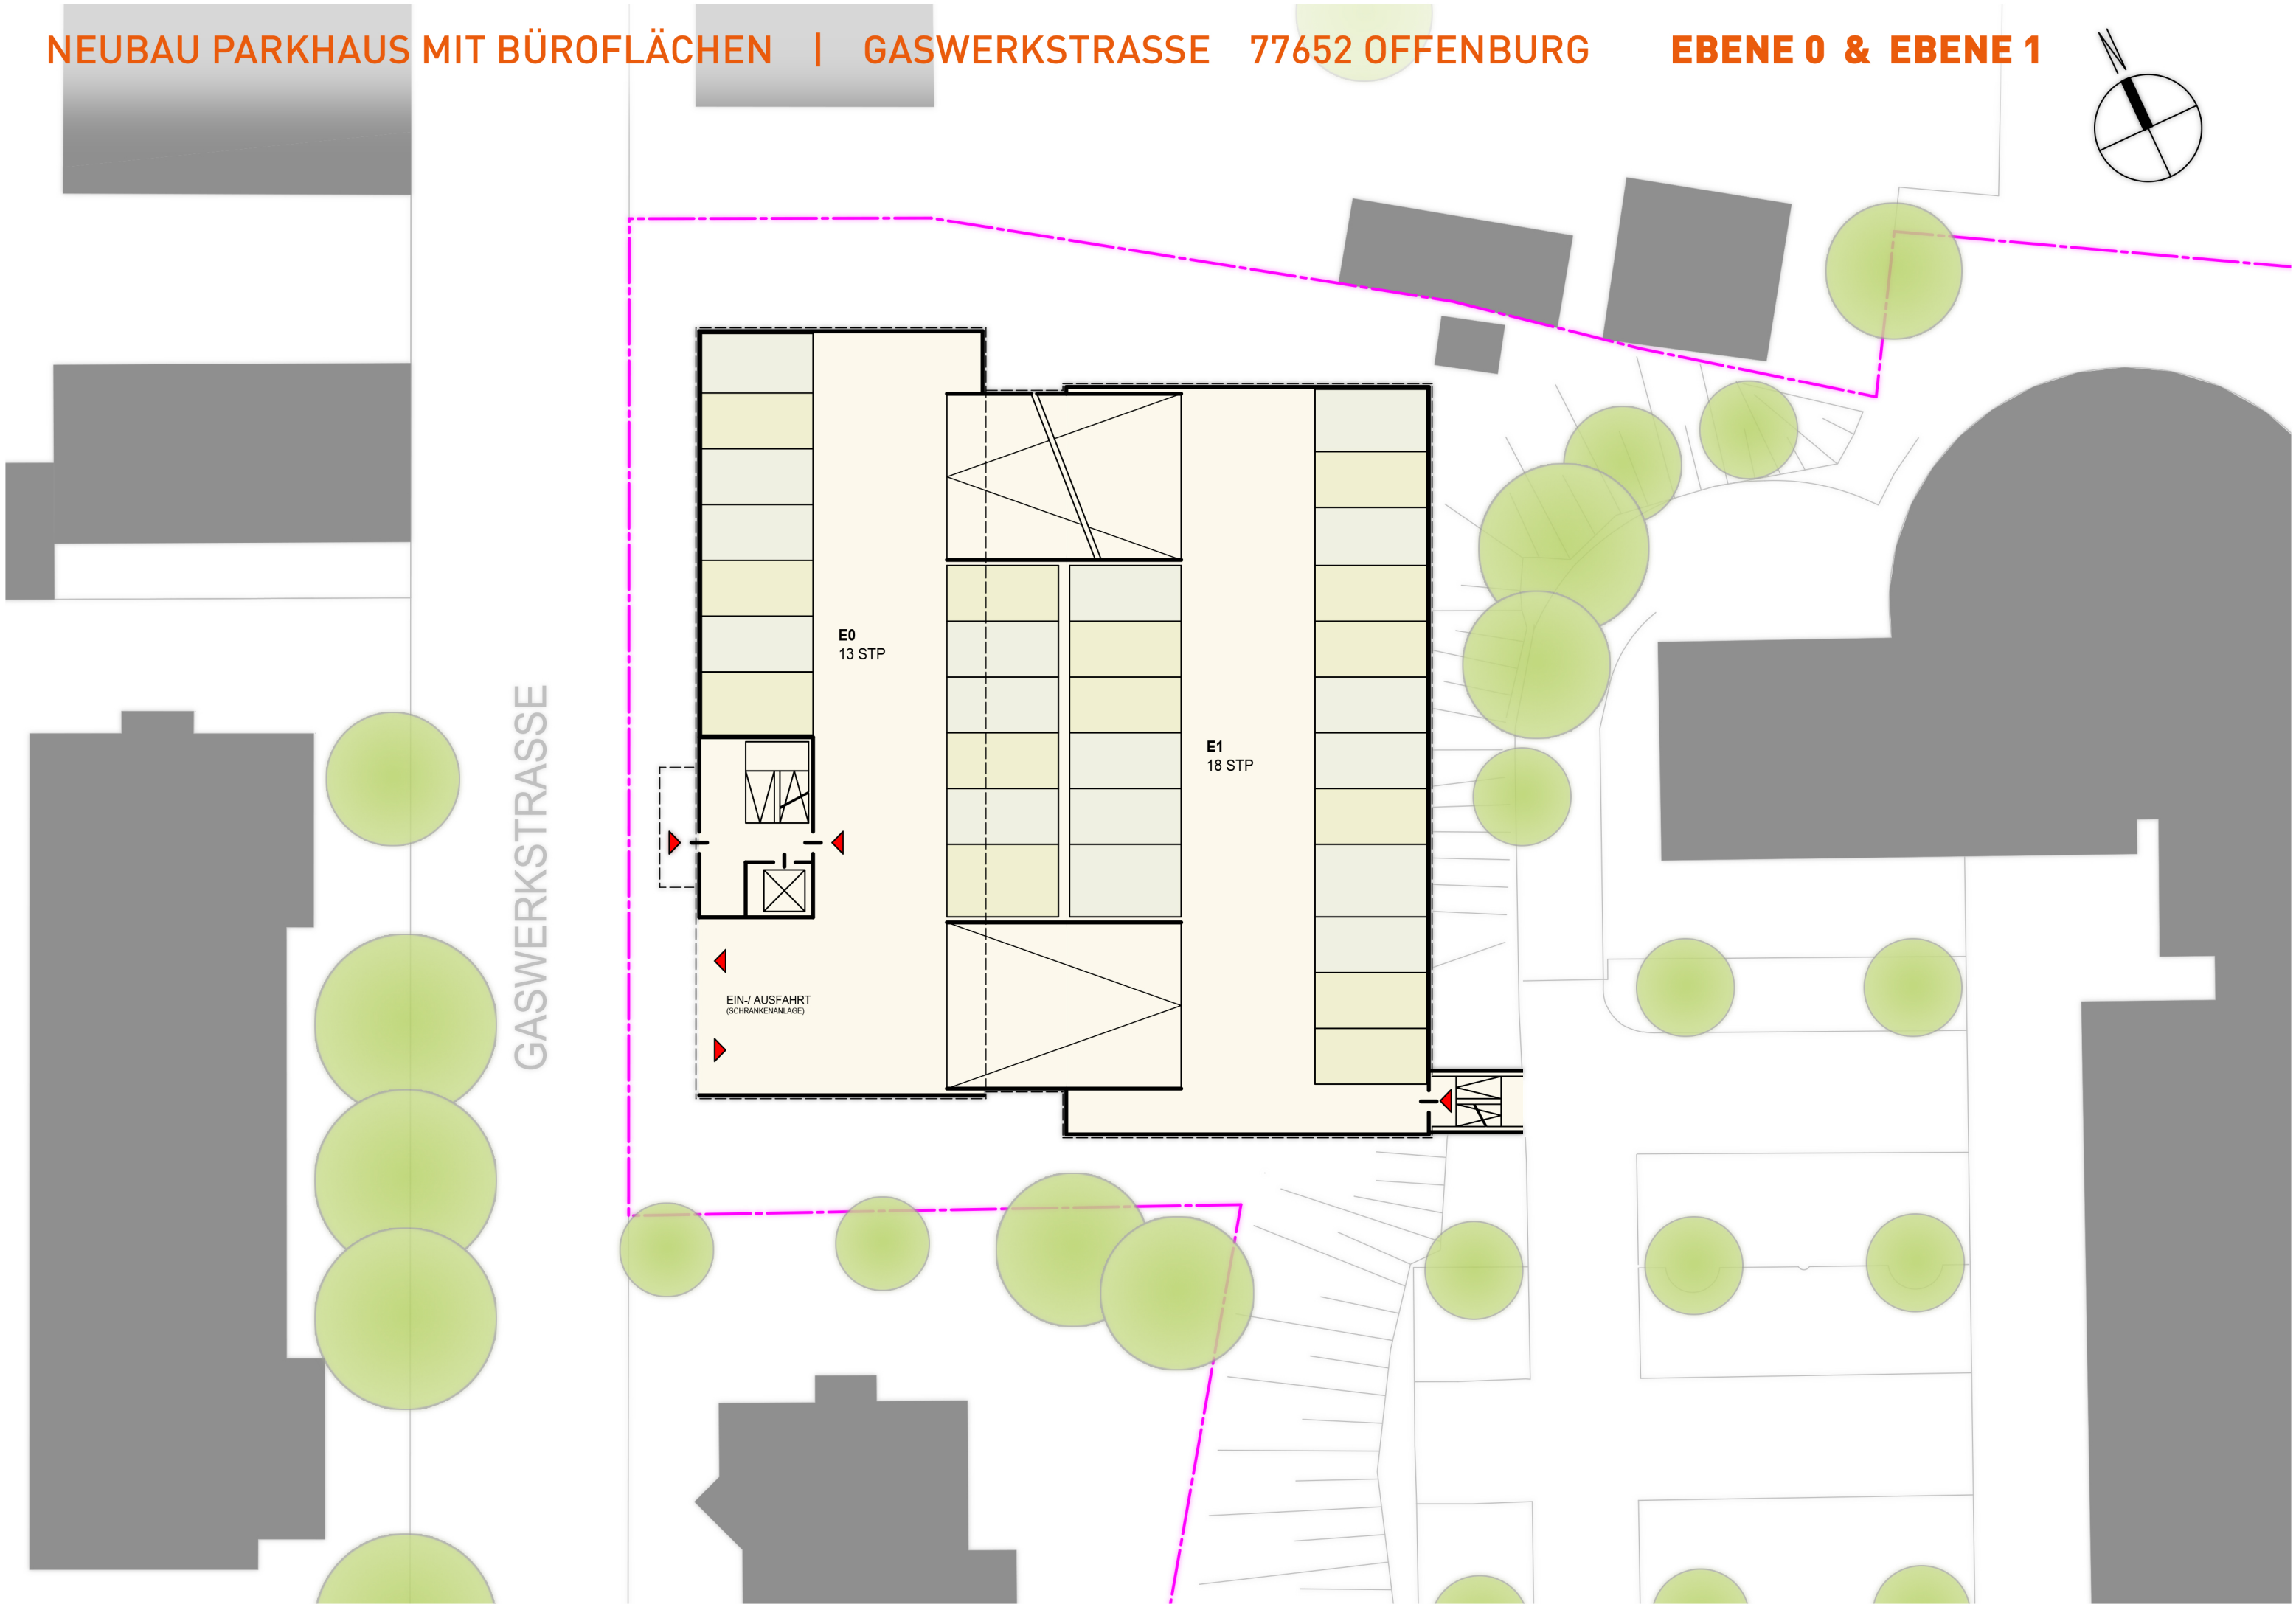 NEUBAU PARKHAUS MIT BÜROFLÄCHEN | GASWERKSTRASSE 77652 OFFENBURG EBENE 0 & EBENE 1
E0
13 STP
E1
18 STP
GASWERKSTRASSE
EIN-/ AUSFAHRT
(SCHRANKENANLAGE)